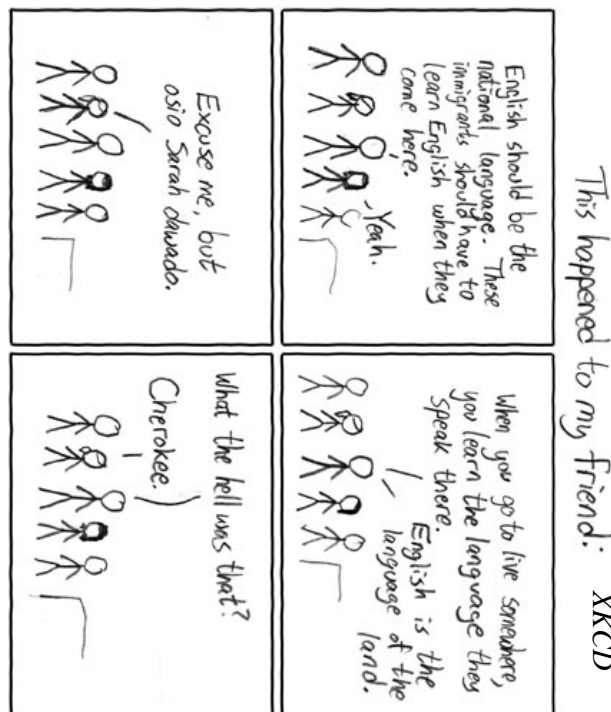 This happened to my friend:
XKCD
English should be the
national language. These
immigrants should have to
learn English when they
come here.
Yeah.
When you go to live somewhere,
you learn the language they
speak there.
English is the
language of the
land.
Excuse me, but
osio Sarah dawado.
What the hell was that?
Cherokee.